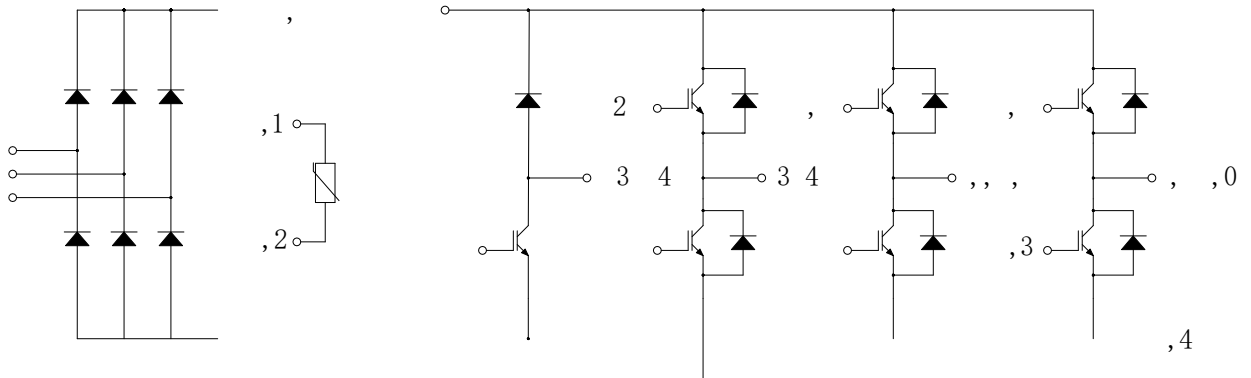 ,
2 , ,
,1
3 4 3 4 ,, , , ,0
,2 ,3
,4